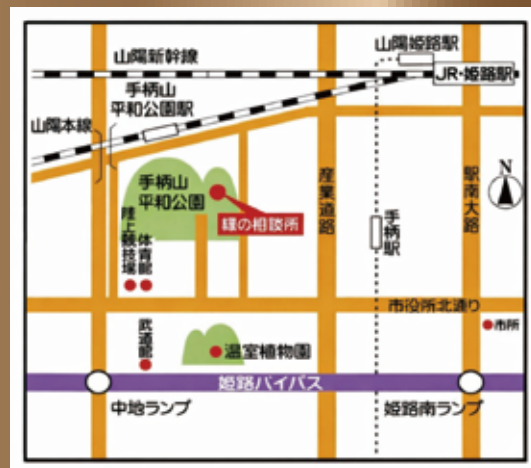 山陽新幹線
山陽姫路駅
JR・姫路駅
手柄山
平和公園駅
山陽本線
手柄山
平和公園
緑の相談所
産業道路
駅南大路
N
手柄駅
陸上競技場
体育館
市役所北通り
市所
武道館
温室植物園
姫路バイパス
中地ランプ
姫路南ランプ